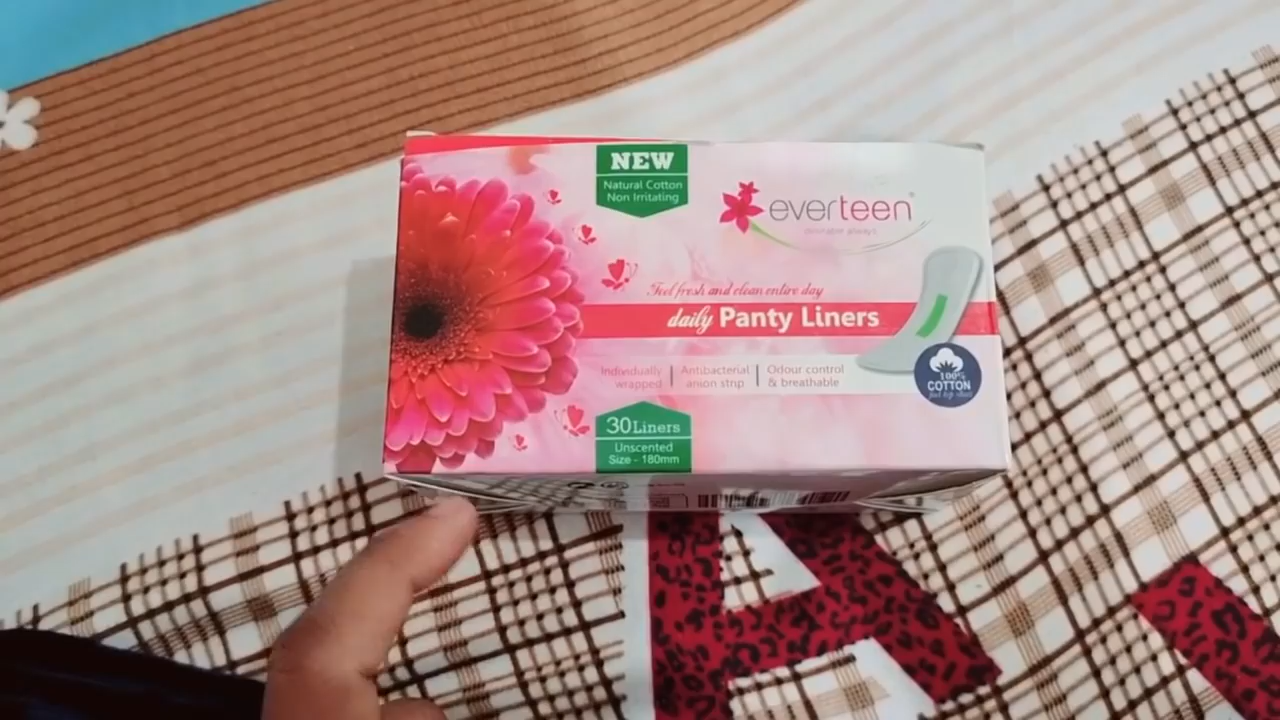 NEW
Natural Cotton
Non Irritating
everteen
Feel fresh and clean entire day
daily Panty Liners
Individually
wrapped
Antibacterial
anion strip
Odour control
& breathable
100%
COTTON
30Liners
Unscented
Size - 180mm
A